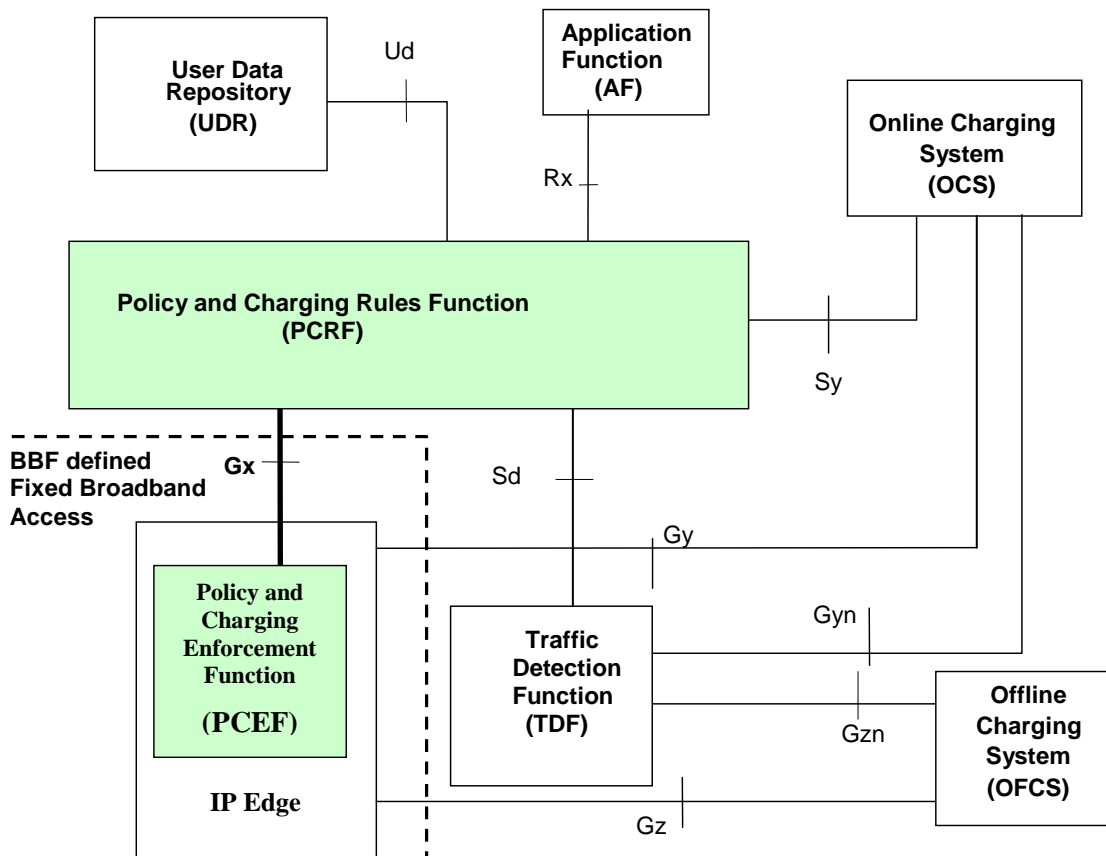 Ud
User Data
Repository
(UDR)
Application
Function
(AF)
Rx
Online Charging
System
(OCS)
Policy and Charging Rules Function
(PCRF)
Sy
BBF defined
Fixed Broadband
Access
Gx
Sd
Gy
Policy and
Charging
Enforcement
Function
(PCEF)
IP Edge
Traffic
Detection
Function
(TDF)
Gyn
Gzn
Offline
Charging
System
(OFCS)
Gz